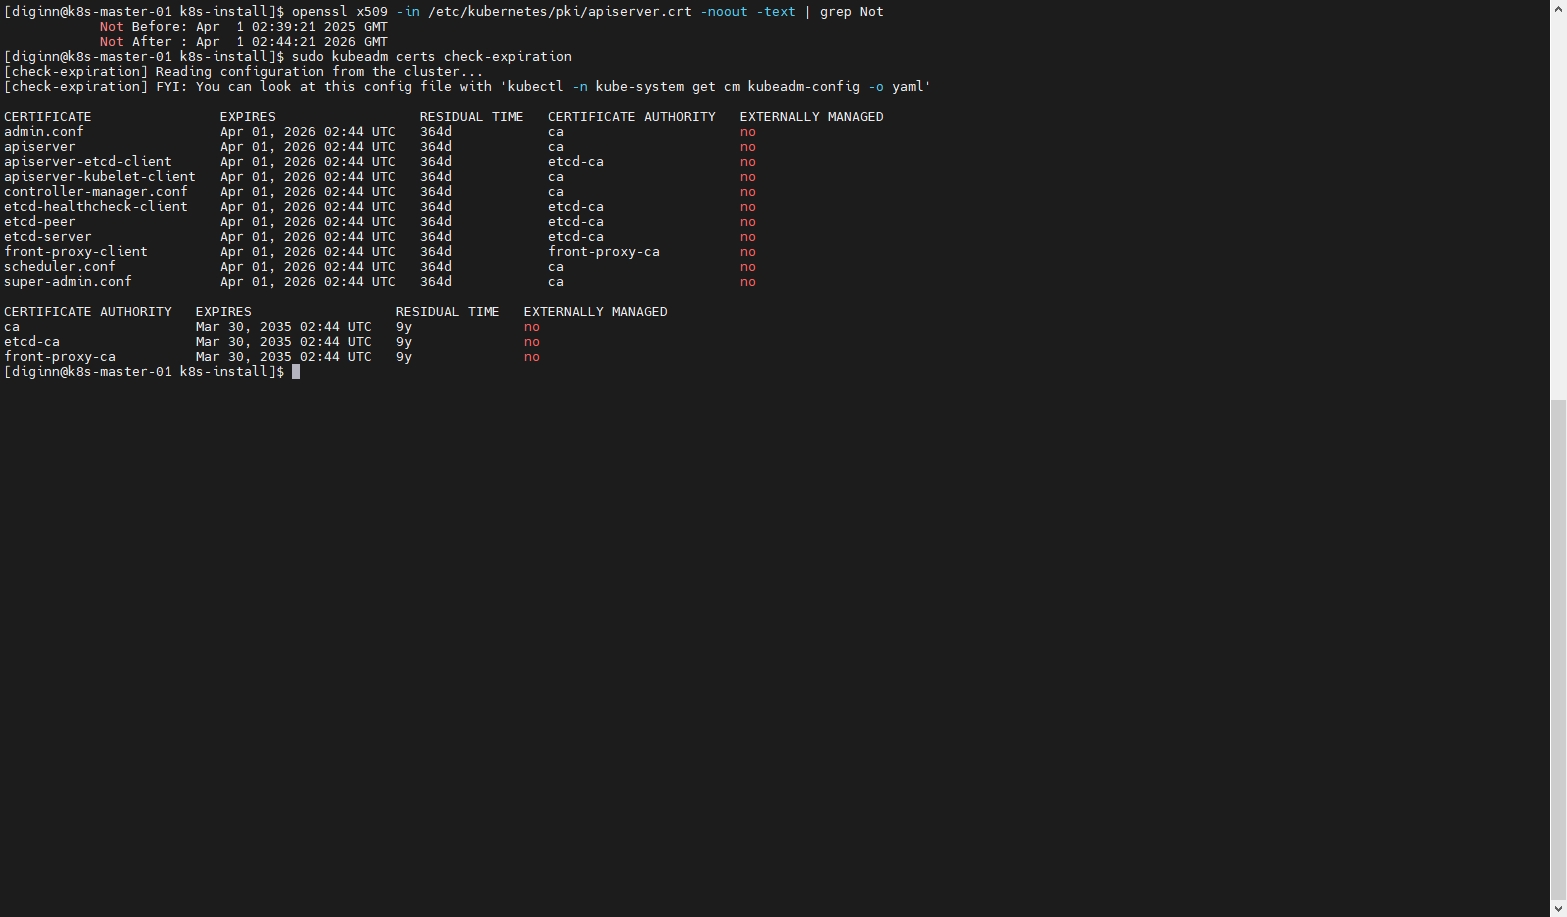 [diginn@k8s-master-01 k8s-install]$ openssl x509 -in /etc/kubernetes/pki/apiserver.crt -noout -text | grep Not
            Not Before: Apr  1 02:39:21 2025 GMT
            Not After : Apr  1 02:44:21 2026 GMT
[diginn@k8s-master-01 k8s-install]$ sudo kubeadm certs check-expiration
[check-expiration] Reading configuration from the cluster...
[check-expiration] FYI: You can look at this config file with 'kubectl -n kube-system get cm kubeadm-config -o yaml'

CERTIFICATE                EXPIRES                  RESIDUAL TIME   CERTIFICATE AUTHORITY   EXTERNALLY MANAGED
admin.conf                 Apr 01, 2026 02:44 UTC   364d            ca                      no
apiserver                  Apr 01, 2026 02:44 UTC   364d            ca                      no
apiserver-etcd-client      Apr 01, 2026 02:44 UTC   364d            etcd-ca                 no
apiserver-kubelet-client   Apr 01, 2026 02:44 UTC   364d            ca                      no
controller-manager.conf    Apr 01, 2026 02:44 UTC   364d            ca                      no
etcd-healthcheck-client    Apr 01, 2026 02:44 UTC   364d            etcd-ca                 no
etcd-peer                  Apr 01, 2026 02:44 UTC   364d            etcd-ca                 no
etcd-server                Apr 01, 2026 02:44 UTC   364d            etcd-ca                 no
front-proxy-client         Apr 01, 2026 02:44 UTC   364d            front-proxy-ca          no
scheduler.conf             Apr 01, 2026 02:44 UTC   364d            ca                      no
super-admin.conf           Apr 01, 2026 02:44 UTC   364d            ca                      no

CERTIFICATE AUTHORITY   EXPIRES                  RESIDUAL TIME   EXTERNALLY MANAGED
ca                      Mar 30, 2035 02:44 UTC   9y              no
etcd-ca                 Mar 30, 2035 02:44 UTC   9y              no
front-proxy-ca          Mar 30, 2035 02:44 UTC   9y              no
[diginn@k8s-master-01 k8s-install]$